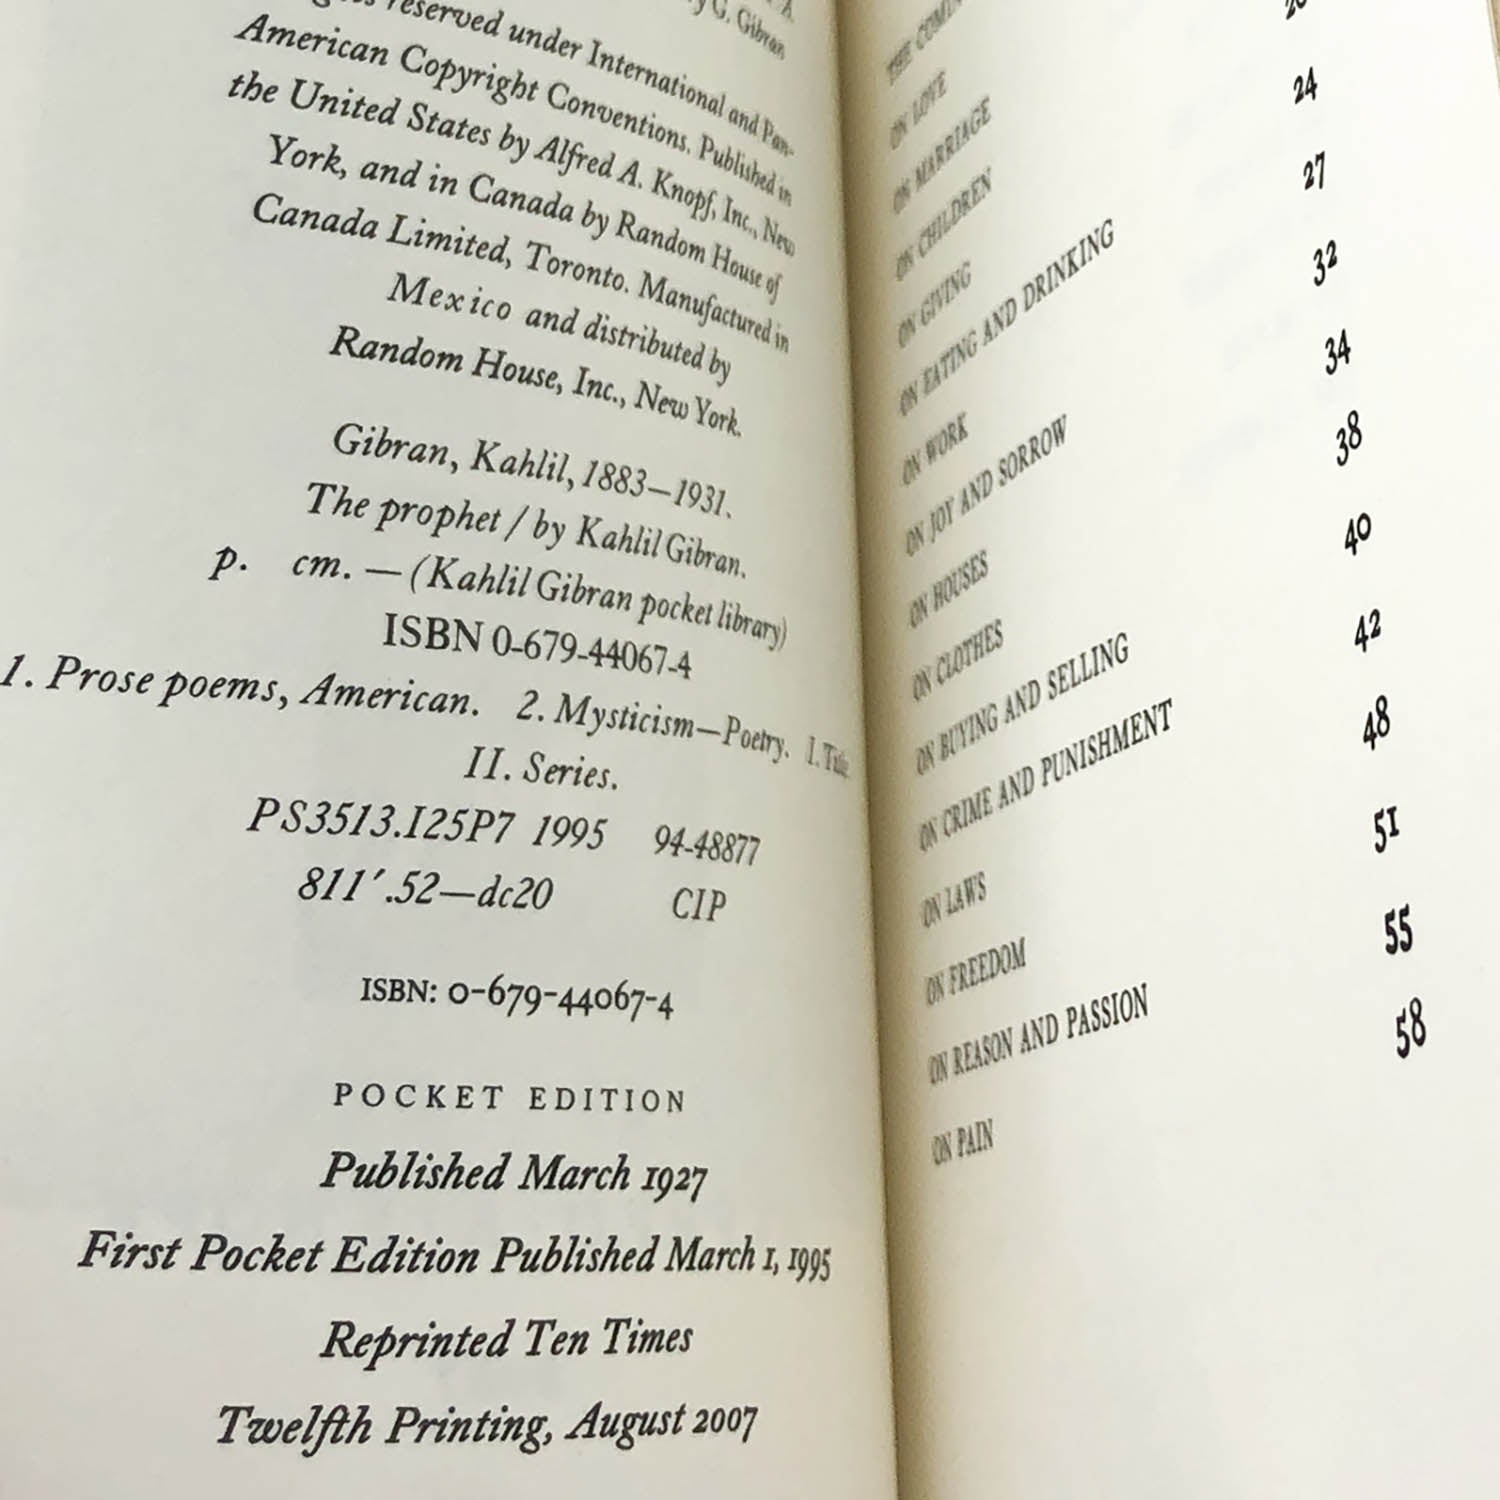 G. Gibran
reserved under International and Pan-
American Copyright Conventions. Published in
the United States by Alfred A. Knopf, Inc., New
York, and in Canada by Random House of
Canada Limited, Toronto. Manufactured in
Mexico and distributed by
Random House, Inc., New York.
Gibran, Kahlil, 1883–1931.
The prophet / by Kahlil Gibran.
p. cm. — (Kahlil Gibran pocket library)
ISBN 0-679-44067-4
1. Prose poems, American. 2. Mysticism—Poetry. I. Title.
II. Series.
PS3513.I25P7 1995 94-48877
811'.52—dc20 CIP
ISBN: 0-679-44067-4
POCKET EDITION
Published March 1927
First Pocket Edition Published March 1, 1995
Reprinted Ten Times
Twelfth Printing, August 2007
THE
ON LOVE
ON MARRIAGE 24
ON CHILDREN 27
ON GIVING
ON EATING AND DRINKING 32
ON WORK 34
ON JOY AND SORROW 38
ON HOUSES 40
ON CLOTHES 42
ON BUYING AND SELLING 48
ON CRIME AND PUNISHMENT 51
ON LAWS 55
ON FREEDOM 58
ON REASON AND PASSION
ON PAIN